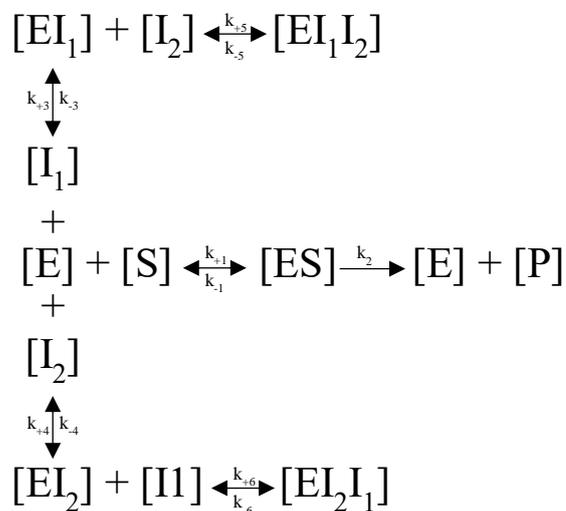 [EI₁] + [I₂] k₊₅ k₋₅ [EI₁I₂]
k₊₃ k₋₃
[I₁]
+
[E] + [S] k₊₁ k₋₁ [ES] k₂ [E] + [P]
+
[I₂]
k₊₄ k₋₄
[EI₂] + [I1] k₊₆ k₋₆ [EI₂I₁]